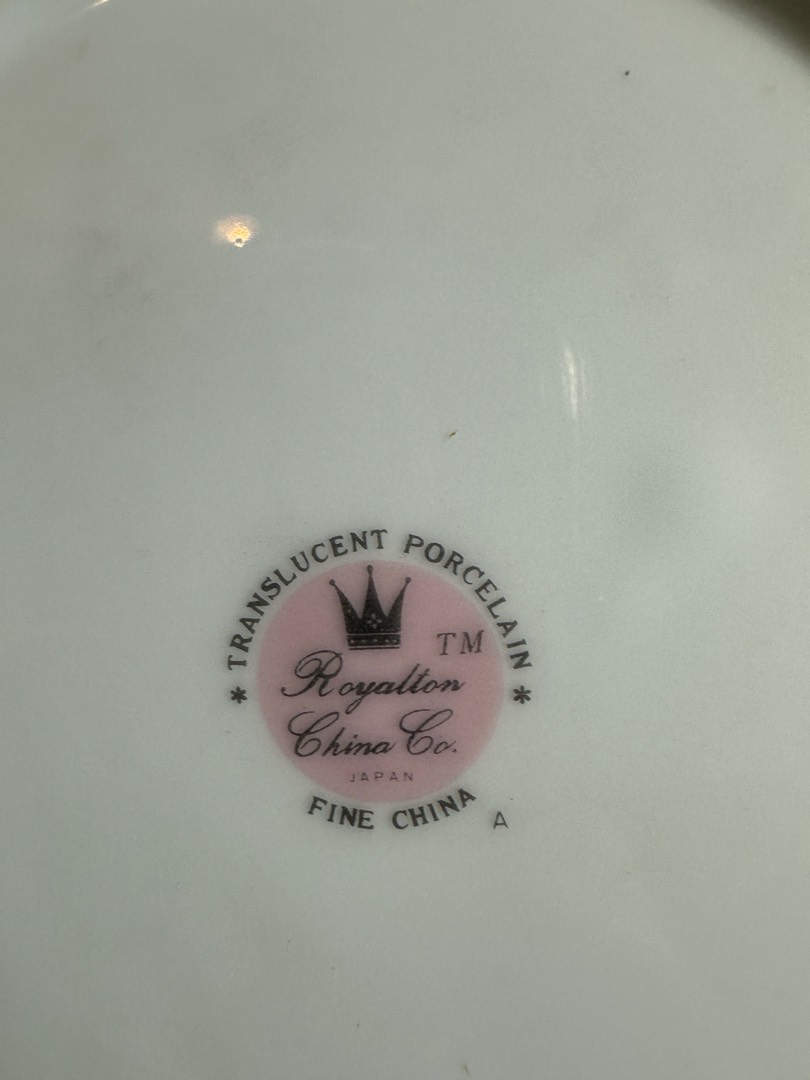 * TRANSLUCENT PORCELAIN *
TM
Royalton
China Co.
JAPAN
FINE CHINA
A